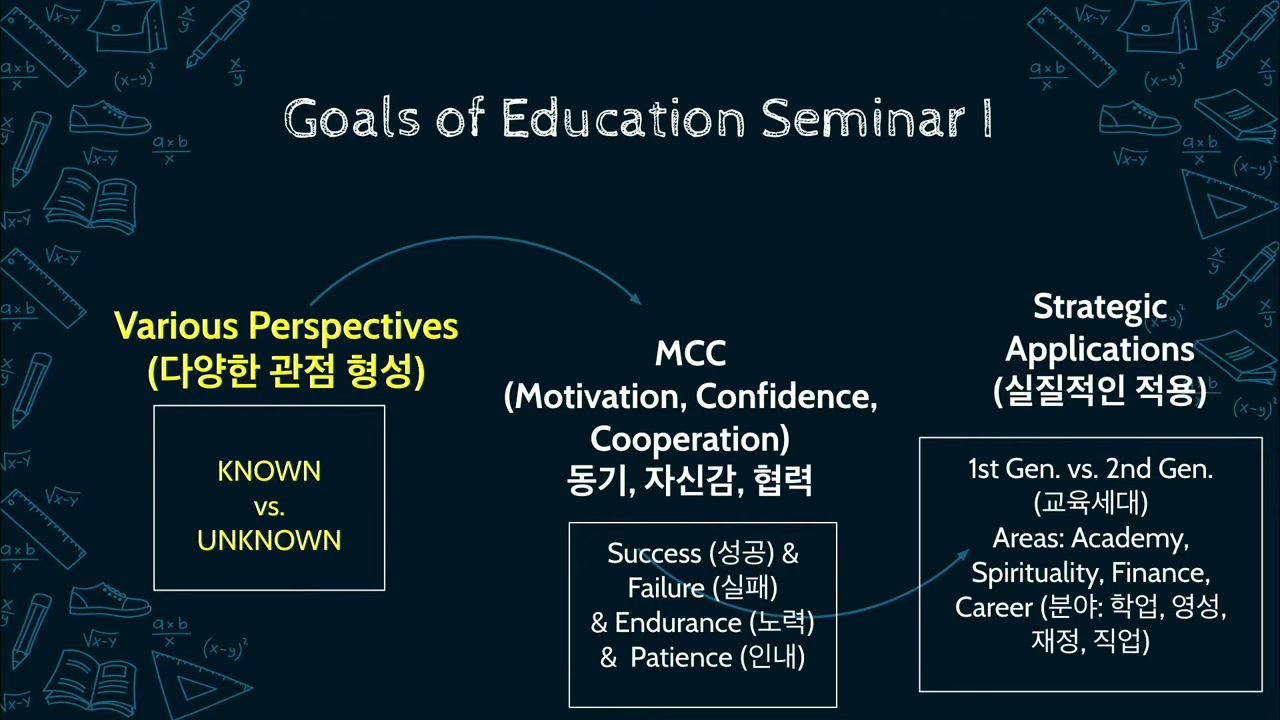 Goals of Education Seminar I
Various Perspectives
(다양한 관점 형성)
KNOWN
vs.
UNKNOWN
MCC
(Motivation, Confidence,
Cooperation)
동기, 자신감, 협력
Success (성공) &
Failure (실패)
& Endurance (노력)
& Patience (인내)
Strategic
Applications
(실질적인 적용)
1st Gen. vs. 2nd Gen.
(교육세대)
Areas: Academy,
Spirituality, Finance,
Career (분야: 학업, 영성,
재정, 직업)